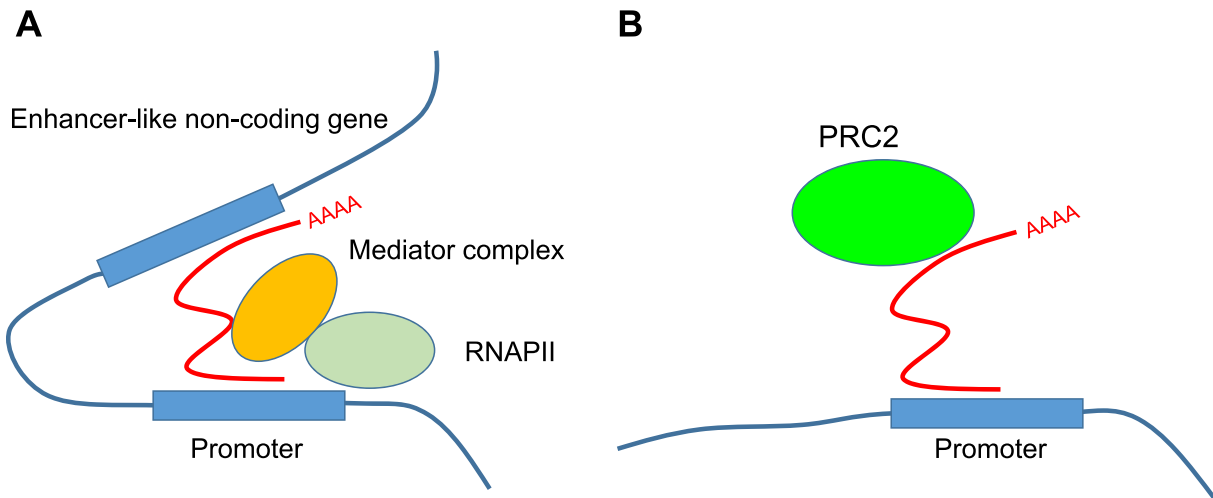 A
Enhancer-like non-coding gene
AAAA
Mediator complex
RNAPII
Promoter
B
PRC2
AAAA
Promoter